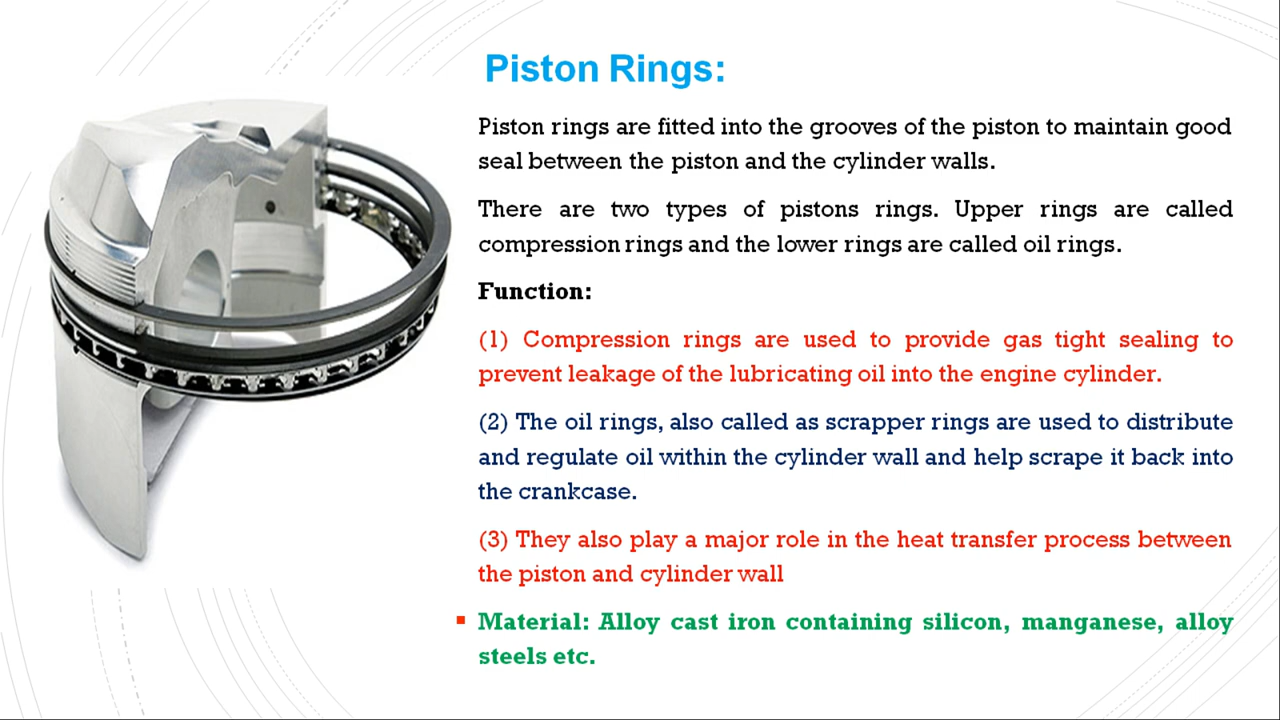 Piston Rings:
Piston rings are fitted into the grooves of the piston to maintain good
seal between the piston and the cylinder walls.
There are two types of pistons rings. Upper rings are called
compression rings and the lower rings are called oil rings.
Function:
(1) Compression rings are used to provide gas tight sealing to
prevent leakage of the lubricating oil into the engine cylinder.
(2) The oil rings, also called as scrapper rings are used to distribute
and regulate oil within the cylinder wall and help scrape it back into
the crankcase.
(3) They also play a major role in the heat transfer process between
the piston and cylinder wall
Material: Alloy cast iron containing silicon, manganese, alloy
steels etc.